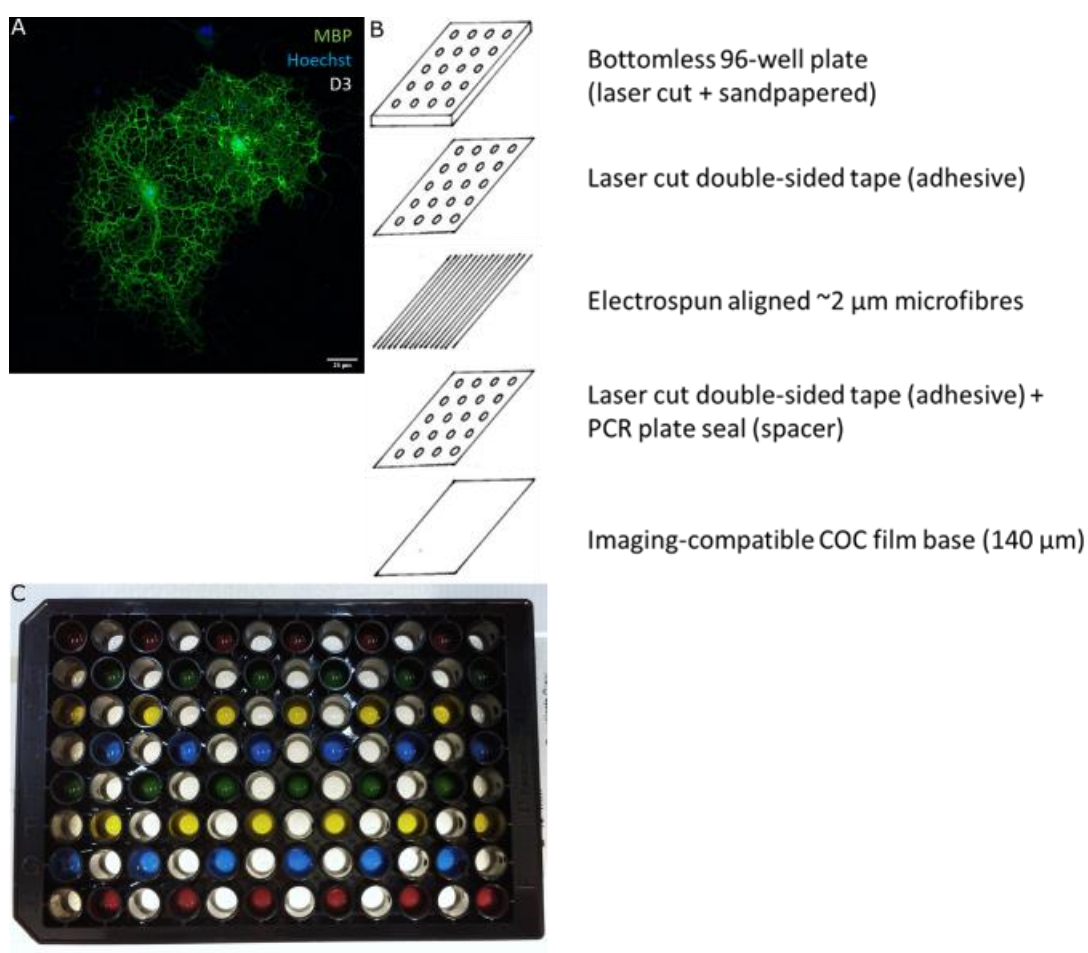 A
MBP
Hoechst
D3
25 µm
B
Bottomless 96-well plate
(laser cut + sandpapered)
Laser cut double-sided tape (adhesive)
Electrospun aligned ~2 µm microfibres
Laser cut double-sided tape (adhesive) +
PCR plate seal (spacer)
Imaging-compatible COC film base (140 µm)
C